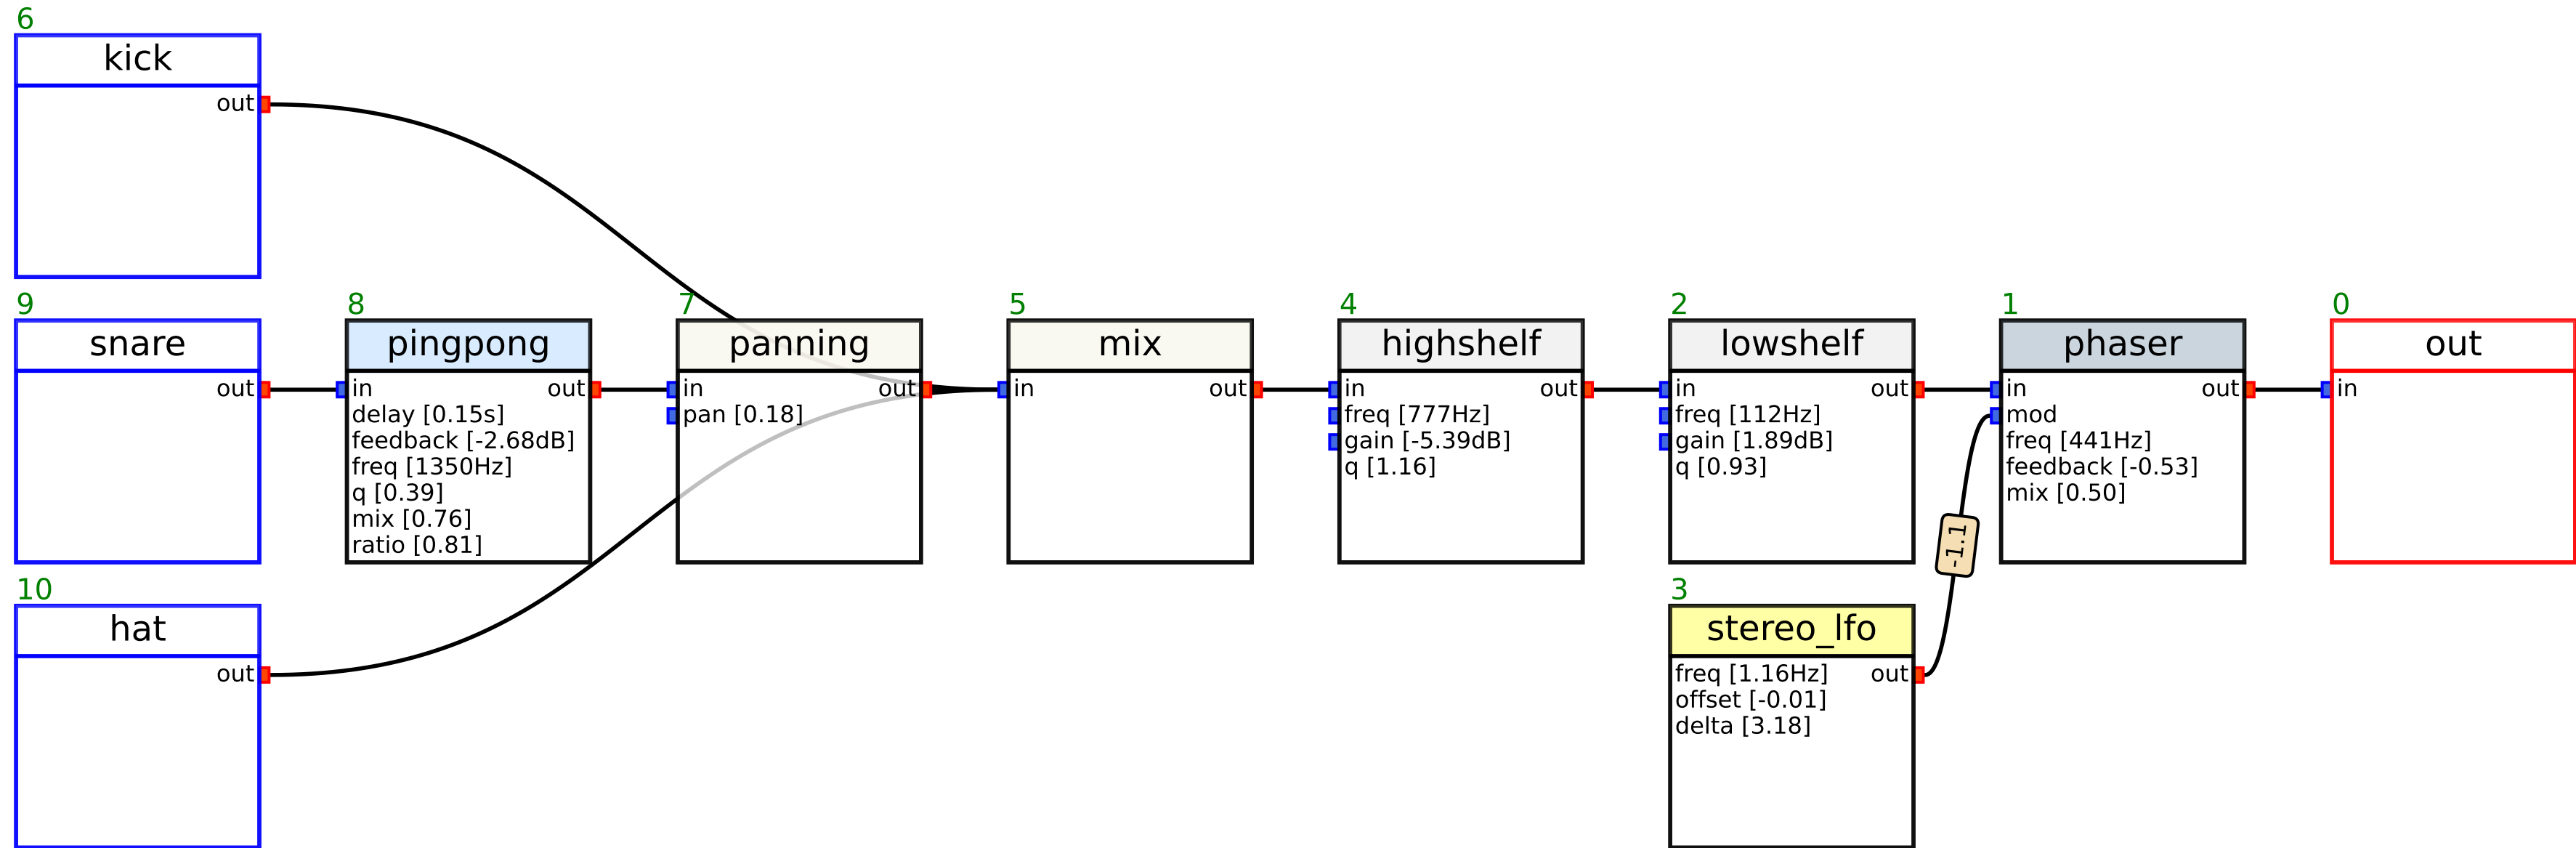 6
kick
out
9
snare
out
8
pingpong
in out
delay [0.15s]
feedback [-2.68dB]
freq [1350Hz]
q [0.39]
mix [0.76]
ratio [0.81]
7
panning
in out
pan [0.18]
5
mix
in out
4
highshelf
in out
freq [777Hz]
gain [-5.39dB]
q [1.16]
2
lowshelf
in out
freq [112Hz]
gain [1.89dB]
q [0.93]
1
phaser
in out
mod
freq [441Hz]
feedback [-0.53]
mix [0.50]
0
out
in
-1.1
10
hat
out
3
stereo_lfo
freq [1.16Hz] out
offset [-0.01]
delta [3.18]